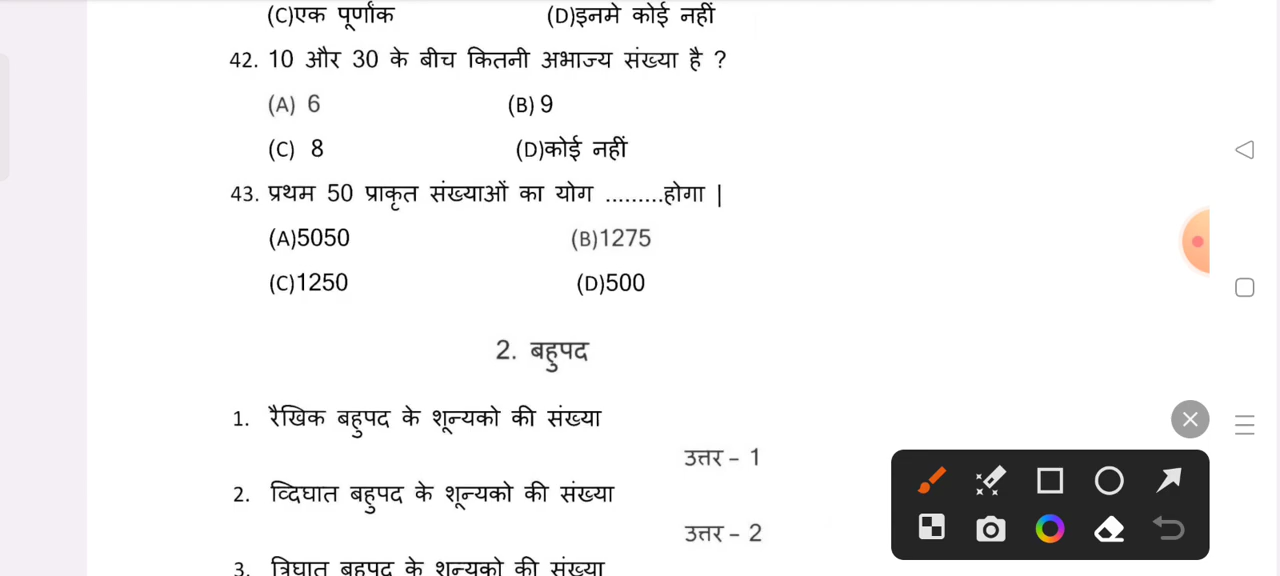 (C)एक पूर्णांक (D)इनमे कोई नहीं
42. 10 और 30 के बीच कितनी अभाज्य संख्या है ?
(A) 6 (B) 9
(C) 8 (D)कोई नहीं
43. प्रथम 50 प्राकृत संख्याओं का योग .........होगा |
(A)5050 (B)1275
(C)1250 (D)500
2. बहुपद
1. रैखिक बहुपद के शून्यको की संख्या
उत्तर – 1
2. व्दिघात बहुपद के शून्यको की संख्या
उत्तर – 2
3. त्रिघात बहुपद के शून्यको की संख्या